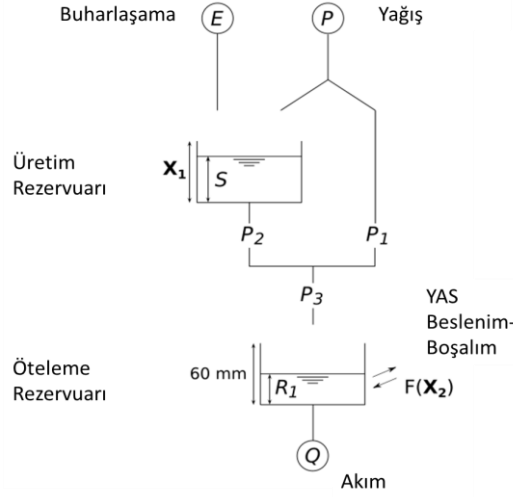 Buharlaşama
E
P
Yağış
Üretim
Rezervuarı
X1
S
P2
P1
P3
YAS
Beslenim-
Boşalım
Öteleme
Rezervuarı
60 mm
R1
F(X2)
Q
Akım